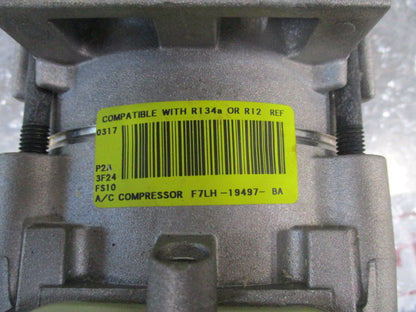 COMPATIBLE WITH R134a OR R12 REF
0317
P2A
3F24
FS10
A/C COMPRESSOR F7LH -19497- BA